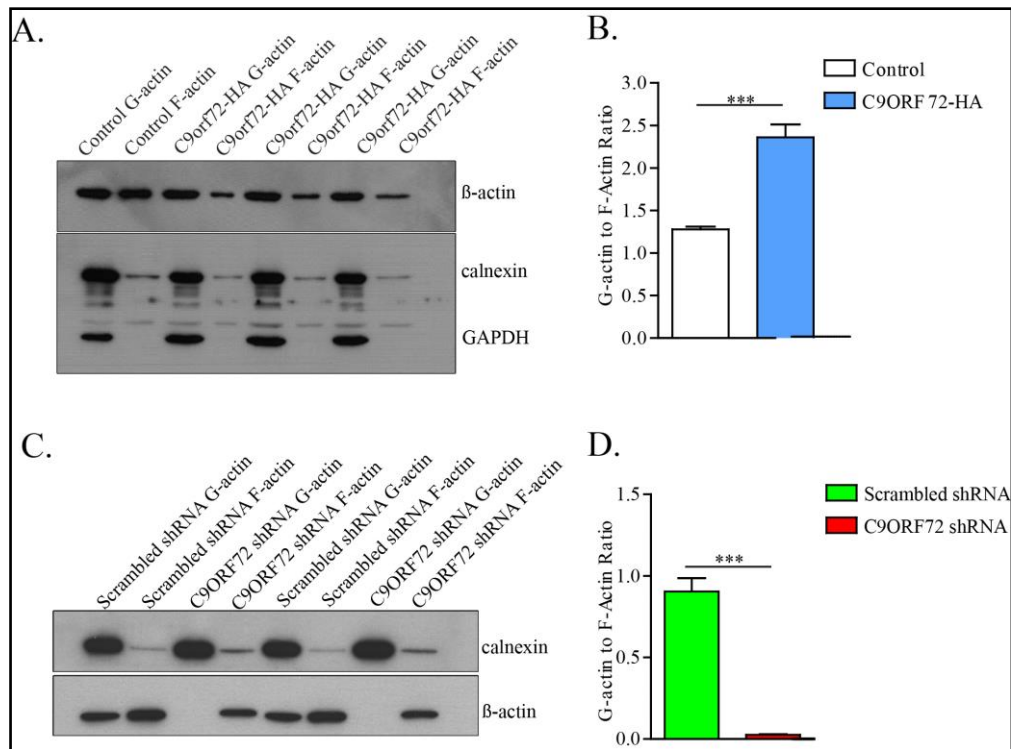 A.
Control G-actin
Control F-actin
C9orf72-HA G-actin
C9orf72-HA F-actin
C9orf72-HA G-actin
C9orf72-HA F-actin
C9orf72-HA G-actin
C9orf72-HA F-actin
ß-actin
calnexin
GAPDH
B.
Control
C9ORF72-HA
G-actin to F-Actin Ratio
3.0
2.5
2.0
1.5
1.0
0.5
0.0
***
C.
Scrambled shRNA G-actin
Scrambled shRNA F-actin
C9ORF72 shRNA G-actin
C9ORF72 shRNA F-actin
Scrambled shRNA G-actin
Scrambled shRNA F-actin
C9ORF72 shRNA G-actin
C9ORF72 shRNA F-actin
calnexin
ß-actin
D.
Scrambled shRNA
C9ORF72 shRNA
G-actin to F-Actin Ratio
1.5
1.0
0.5
0.0
***